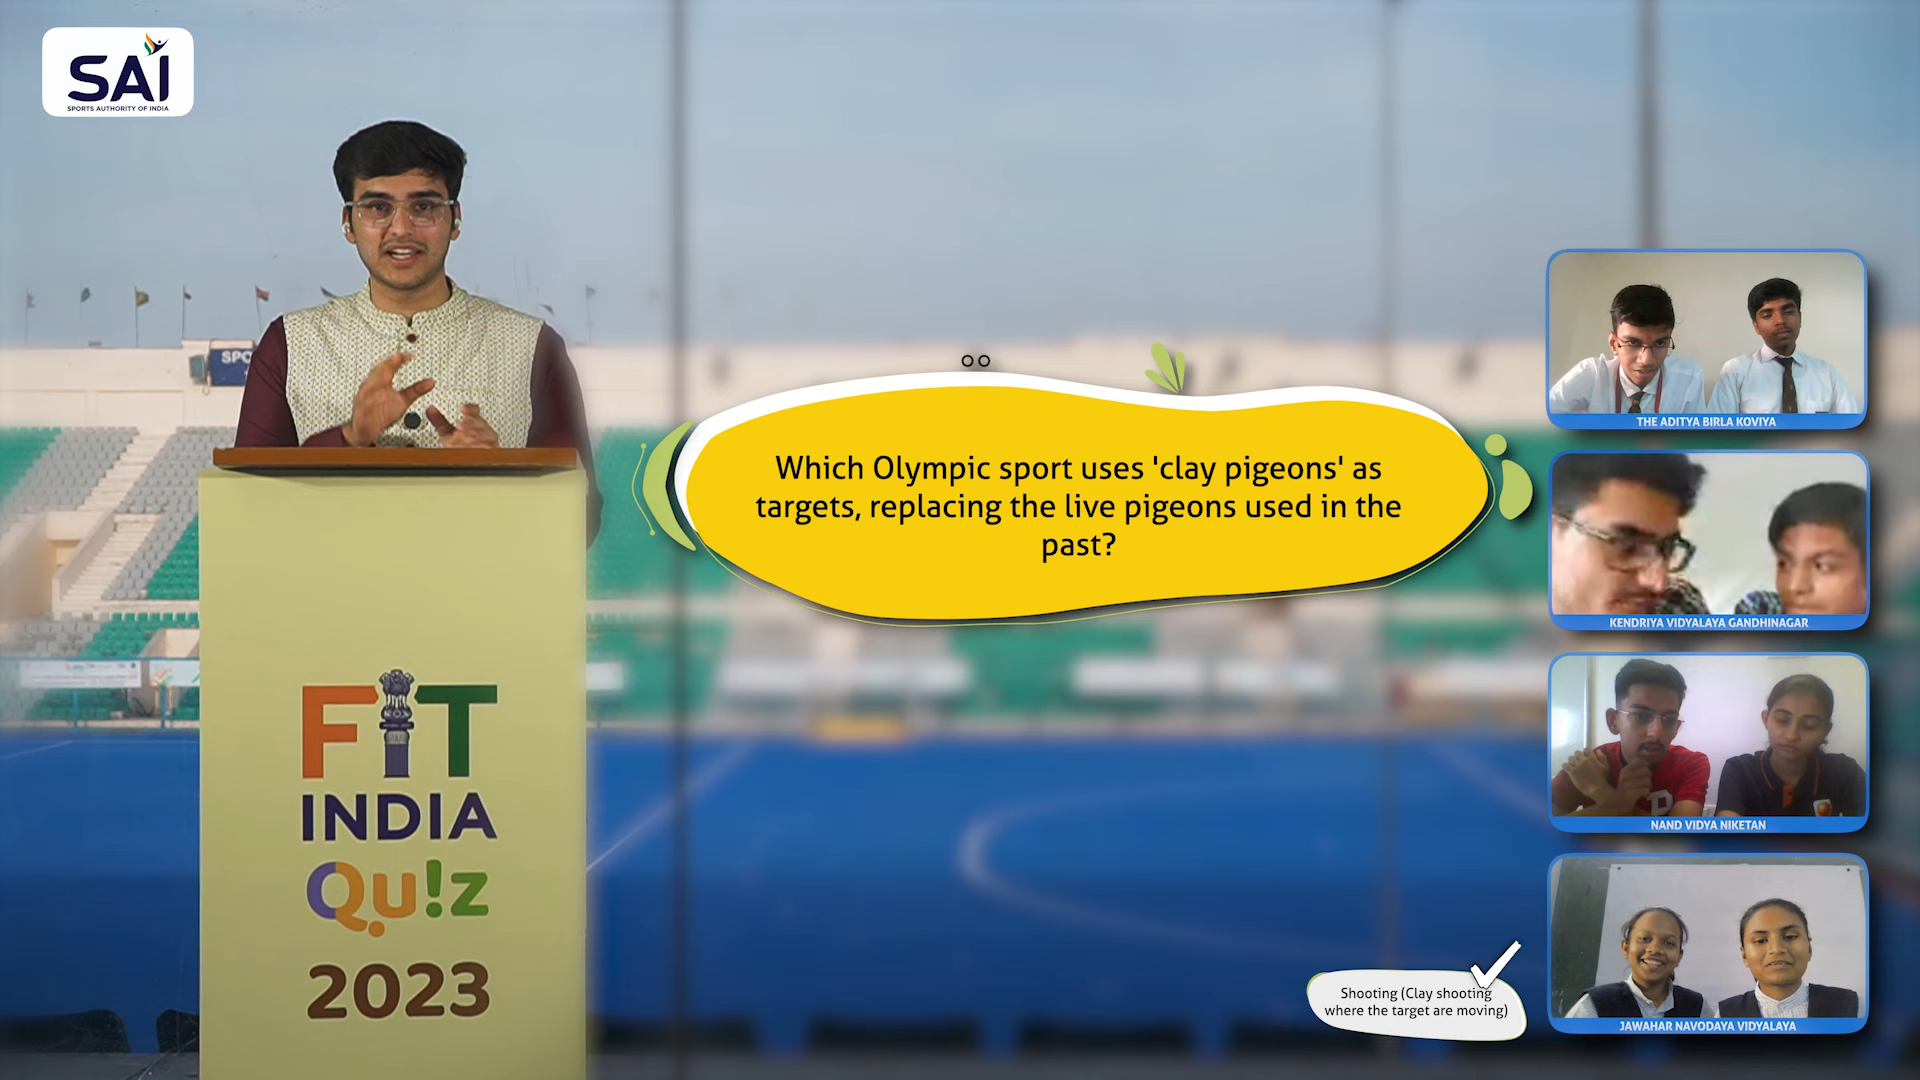 SAI
SPORTS AUTHORITY OF INDIA
SPO
Which Olympic sport uses 'clay pigeons' as
targets, replacing the live pigeons used in the
past?
THE ADITYA BIRLA KOVIYA
KENDRIYA VIDYALAYA GANDHINAGAR
NAND VIDYA NIKETAN
JAWAHAR NAVODAYA VIDYALAYA
Shooting (Clay shooting
where the target are moving)
FIT
INDIA
Qu!z
2023